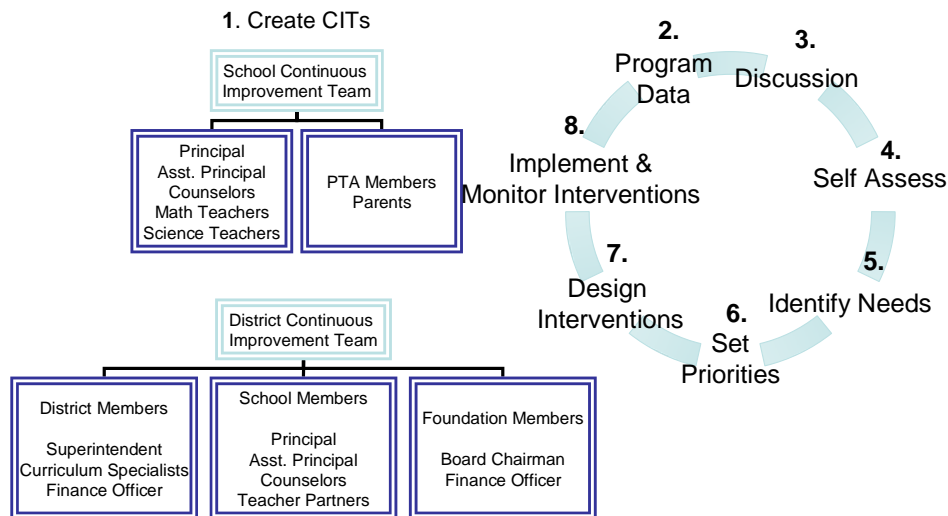 1. Create CITs
School Continuous
Improvement Team
Principal
Asst. Principal
Counselors
Math Teachers
Science Teachers
PTA Members
Parents
District Continuous
Improvement Team
District Members
Superintendent
Curriculum Specialists
Finance Officer
School Members
Principal
Asst. Principal
Counselors
Teacher Partners
Foundation Members
Board Chairman
Finance Officer
2.
Program
Data
3.
Discussion
4.
Self Assess
5.
Identify Needs
6.
Set
Priorities
7.
Design
Interventions
8.
Implement &
Monitor Interventions